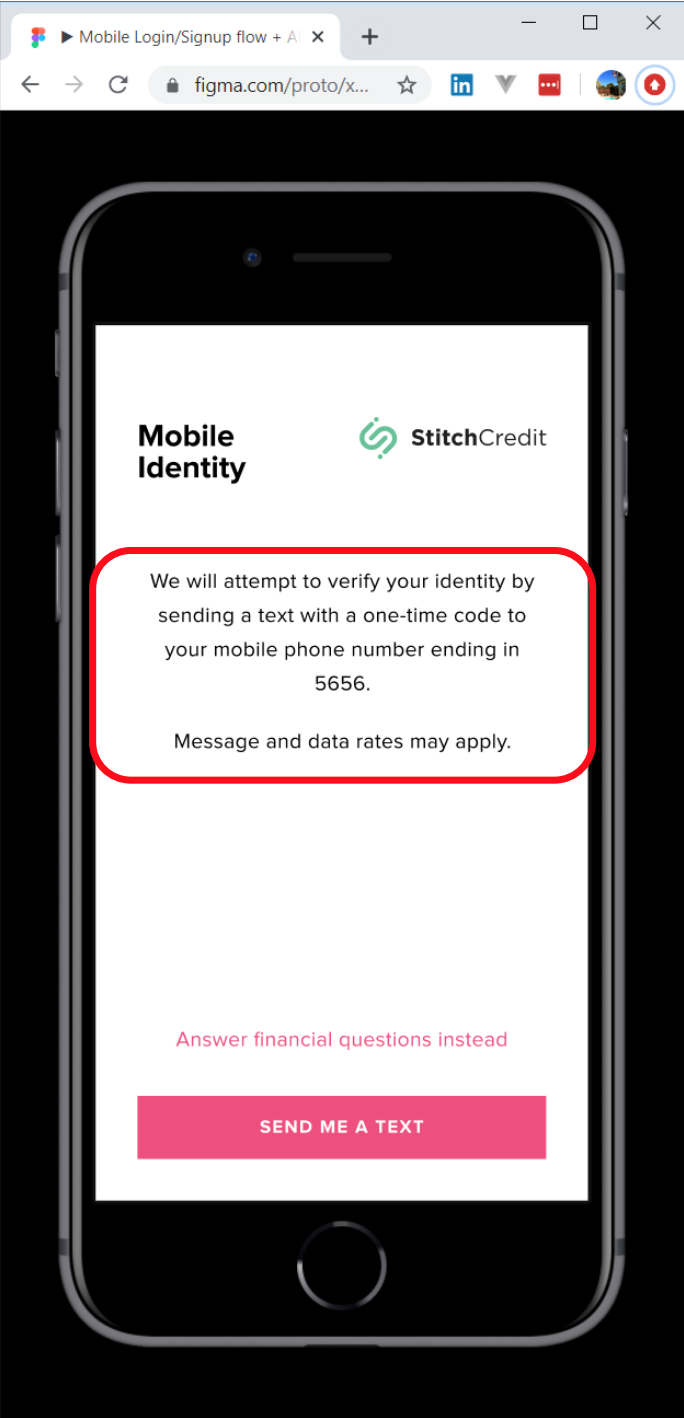 Mobile Login/Signup flow + A
figma.com/proto/x...
in
Mobile
Identity
StitchCredit
We will attempt to verify your identity by
sending a text with a one-time code to
your mobile phone number ending in
5656.
Message and data rates may apply.
Answer financial questions instead
SEND ME A TEXT